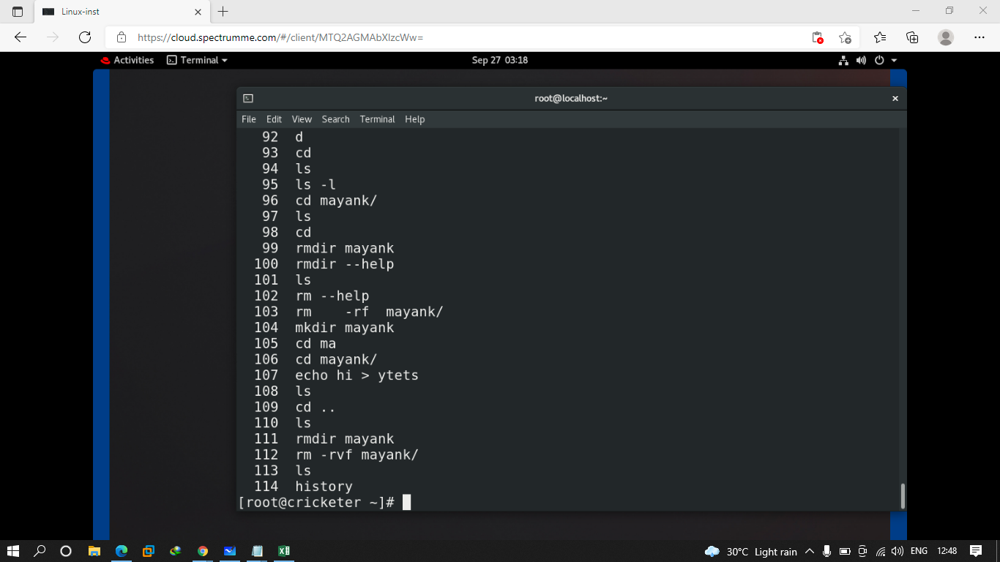 Linux-inst
https://cloud.spectrumme.com/#/client/MTQ2AGMAbXlzcWw=
Activities Terminal Sep 27 03:18
root@localhost:~
File Edit View Search Terminal Help
92 d
93 cd
94 ls
95 ls -l
96 cd mayank/
97 ls
98 cd
99 rmdir mayank
100 rmdir --help
101 ls
102 rm --help
103 rm    -rf  mayank/
104 mkdir mayank
105 cd ma
106 cd mayank/
107 echo hi > ytets
108 ls
109 cd ..
110 ls
111 rmdir mayank
112 rm -rvf mayank/
113 ls
114 history
[root@cricketer ~]#
30°C Light rain ENG 12:48